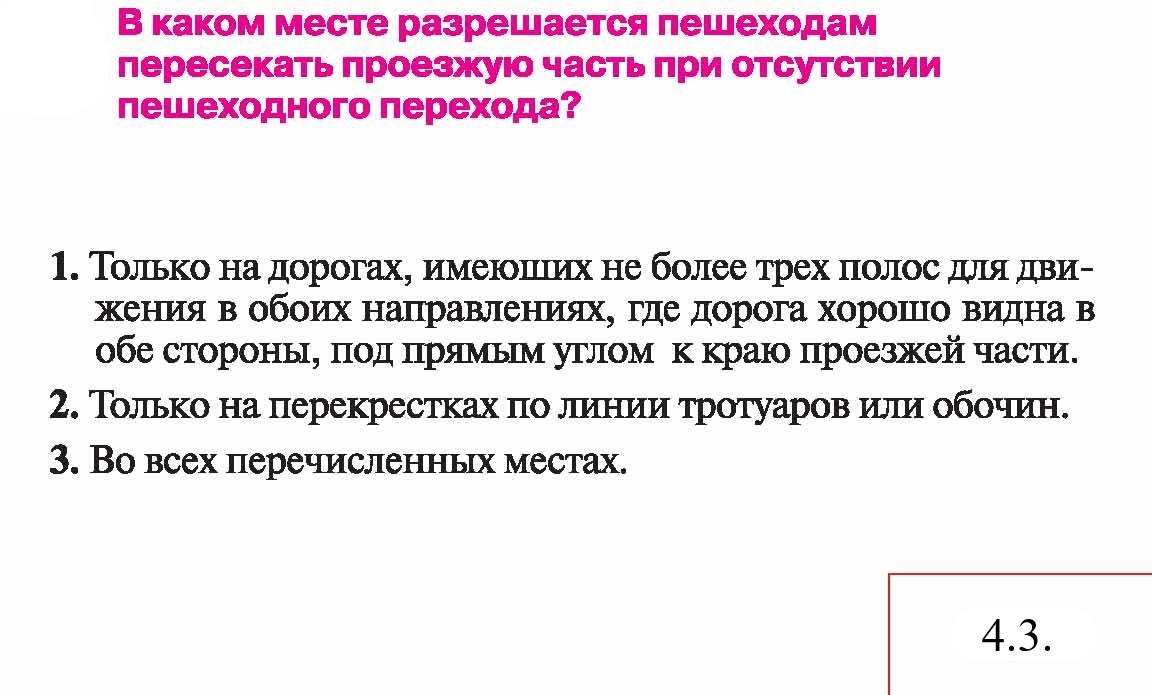 В каком месте разрешается пешеходам
пересекать проезжую часть при отсутствии
пешеходного перехода?
1. Только на дорогах, имеюших не более трех полос для дви-
жения в обоих направлениях, где дорога хорошо видна в
обе стороны, под прямым углом к краю проезжей части.
2. Только на перекрестках по линии тротуаров или обочин.
3. Во всех перечисленных местах.
4.3.